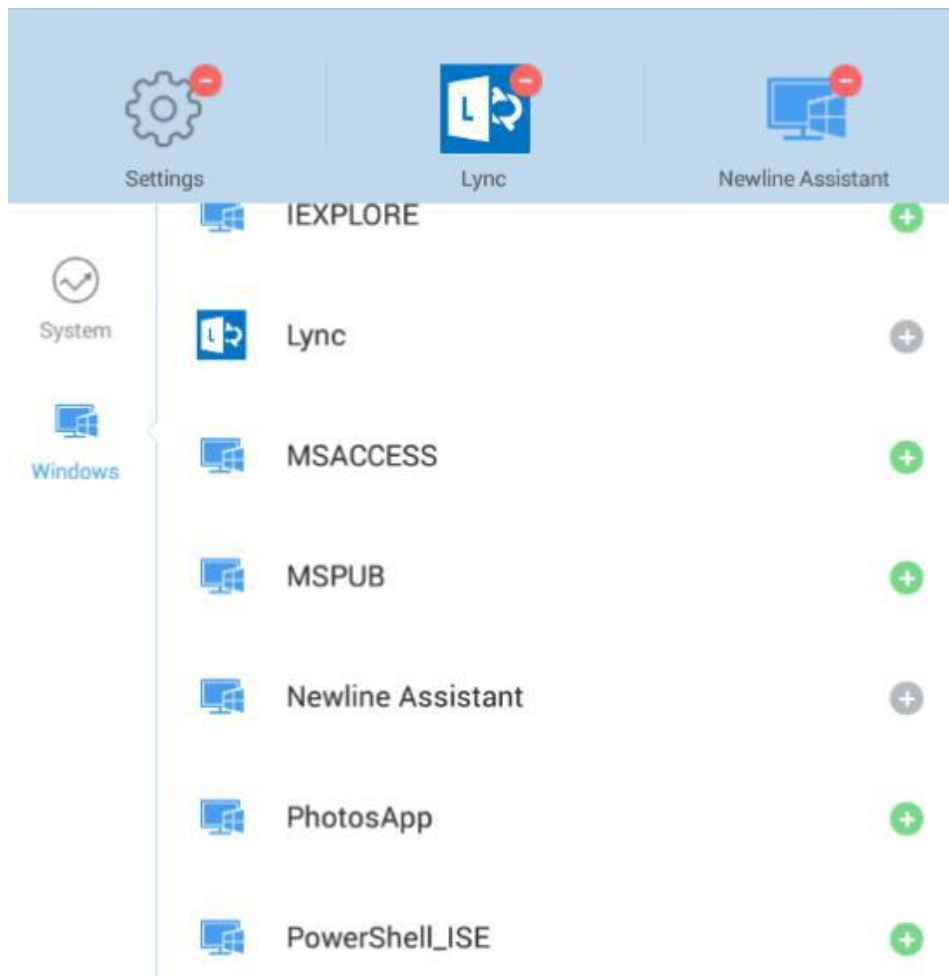 Settings
Lync
Newline Assistant
IEXPLORE
System
Lync
Windows
MSACCESS
MSPUB
Newline Assistant
PhotosApp
PowerShell_ISE